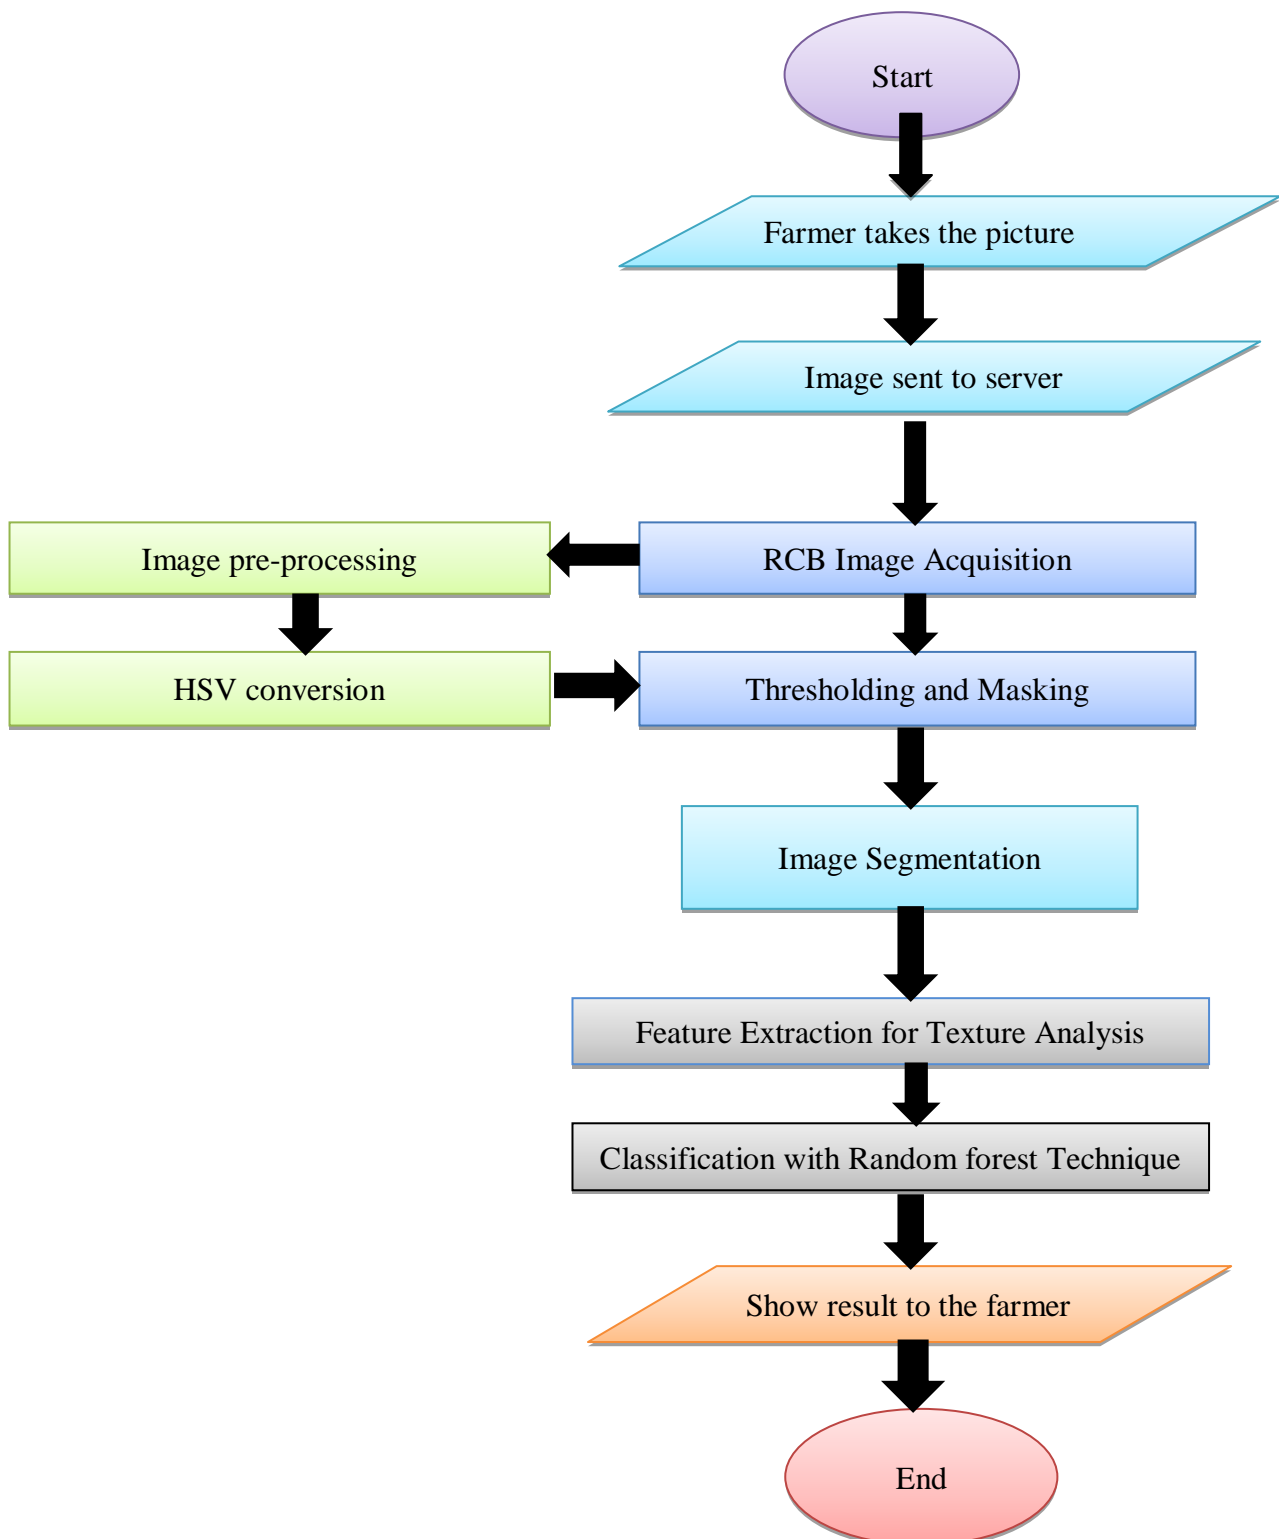 Start
Farmer takes the picture
Image sent to server
Image pre-processing
RCB Image Acquisition
HSV conversion
Thresholding and Masking
Image Segmentation
Feature Extraction for Texture Analysis
Classification with Random forest Technique
Show result to the farmer
End